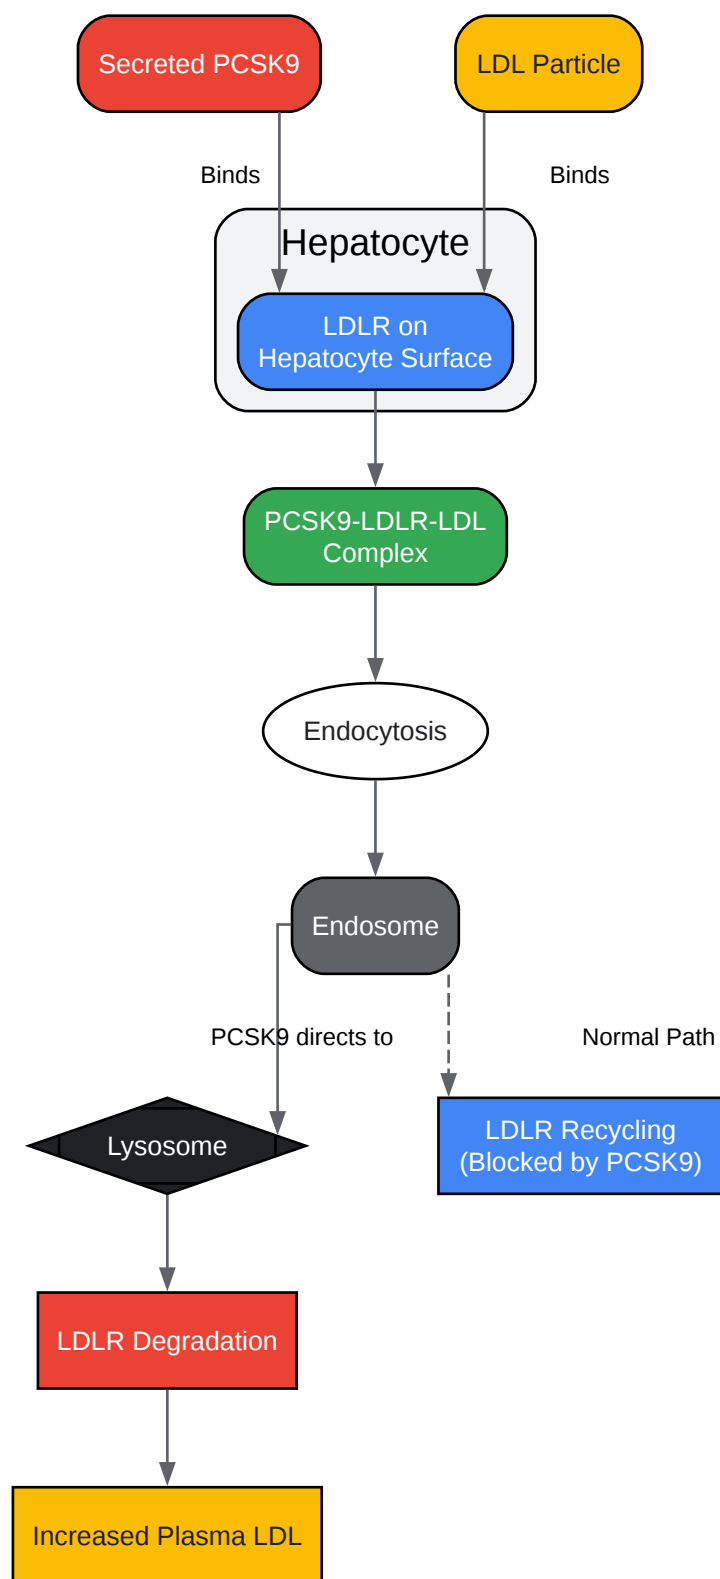 Secreted PCSK9
LDL Particle
Binds
Binds
Hepatocyte
LDLR on
Hepatocyte Surface
PCSK9-LDLR-LDL
Complex
Endocytosis
Endosome
PCSK9 directs to
Normal Path
Lysosome
LDLR Recycling
(Blocked by PCSK9)
LDLR Degradation
Increased Plasma LDL